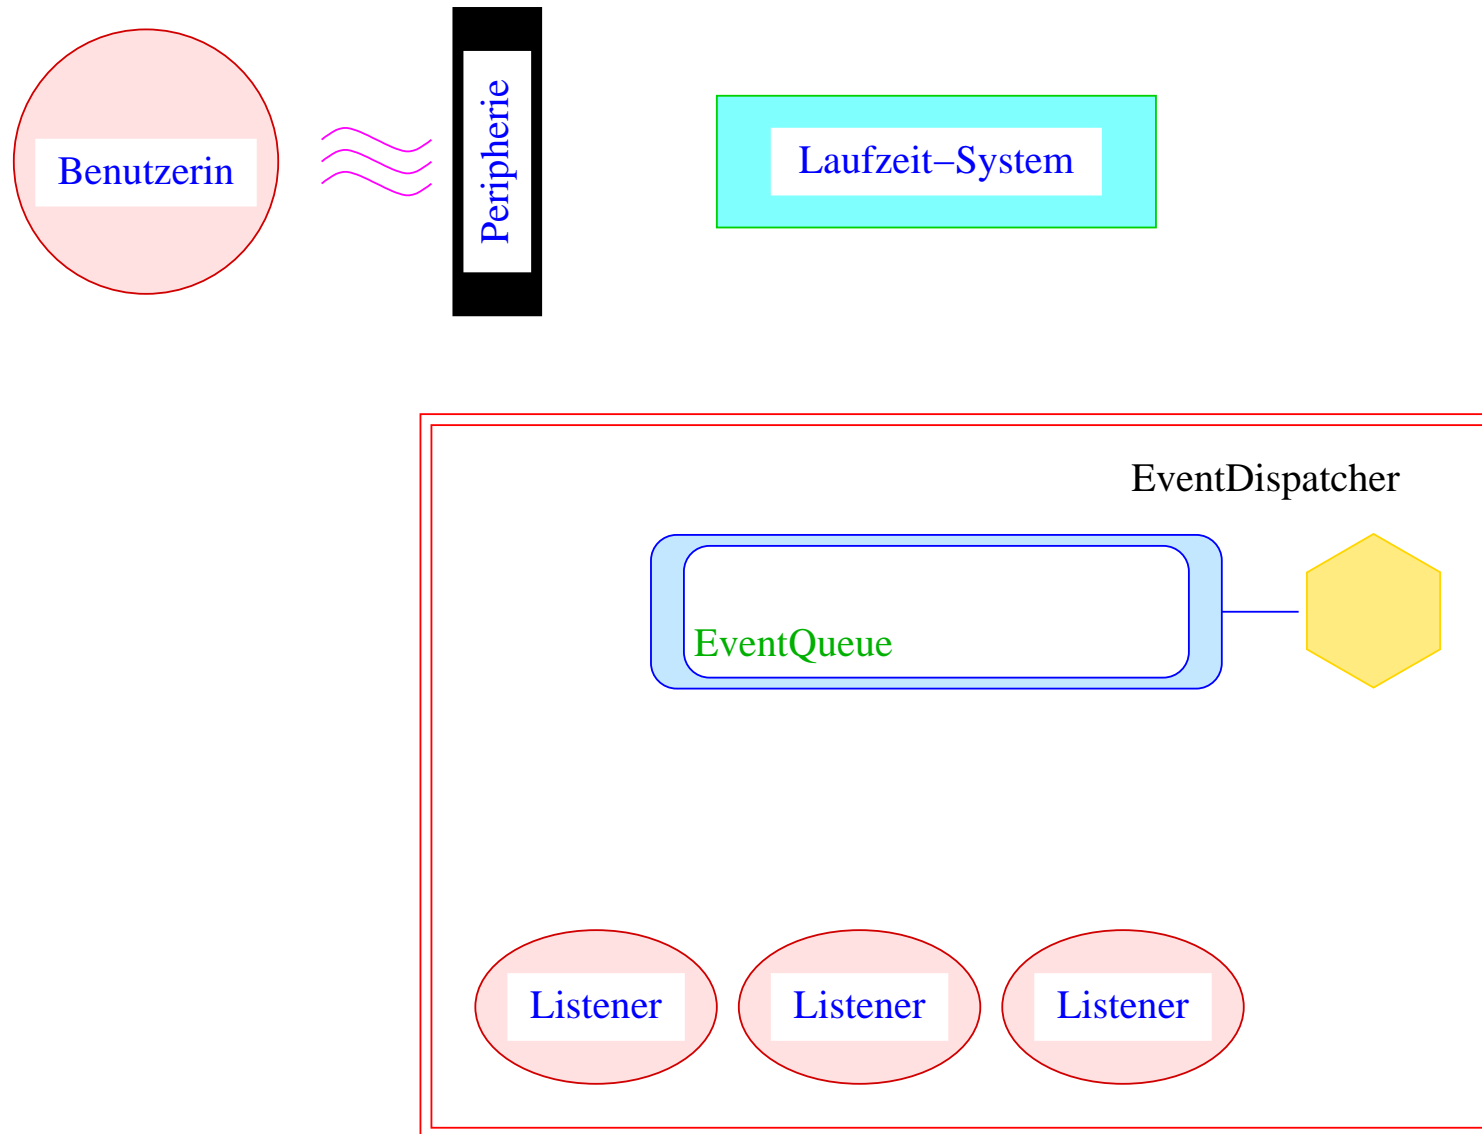 Benutzerin
Peripherie
Laufzeit–System
EventDispatcher
EventQueue
Listener
Listener
Listener